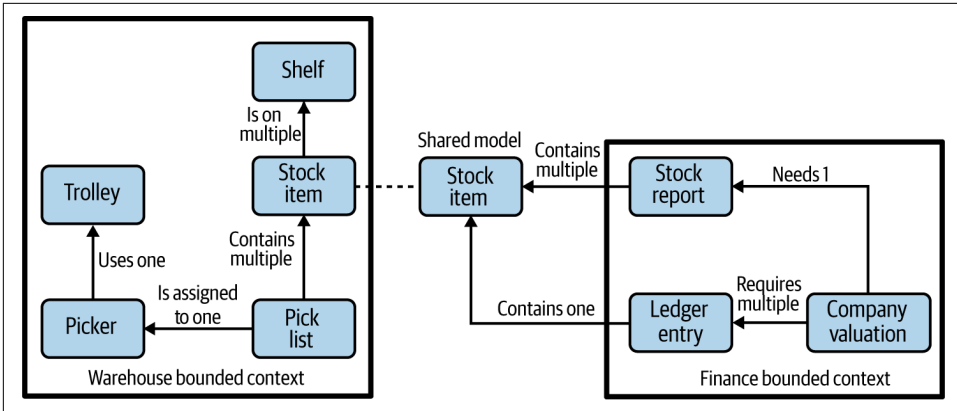 Shelf
Is on
multiple
Stock
item
Trolley
Contains
multiple
Uses one
Is assigned
to one
Picker
Pick
list
Warehouse bounded context
Shared model
Stock
item
Contains
multiple
Contains one
Stock
report
Needs 1
Requires
multiple
Ledger
entry
Company
valuation
Finance bounded context